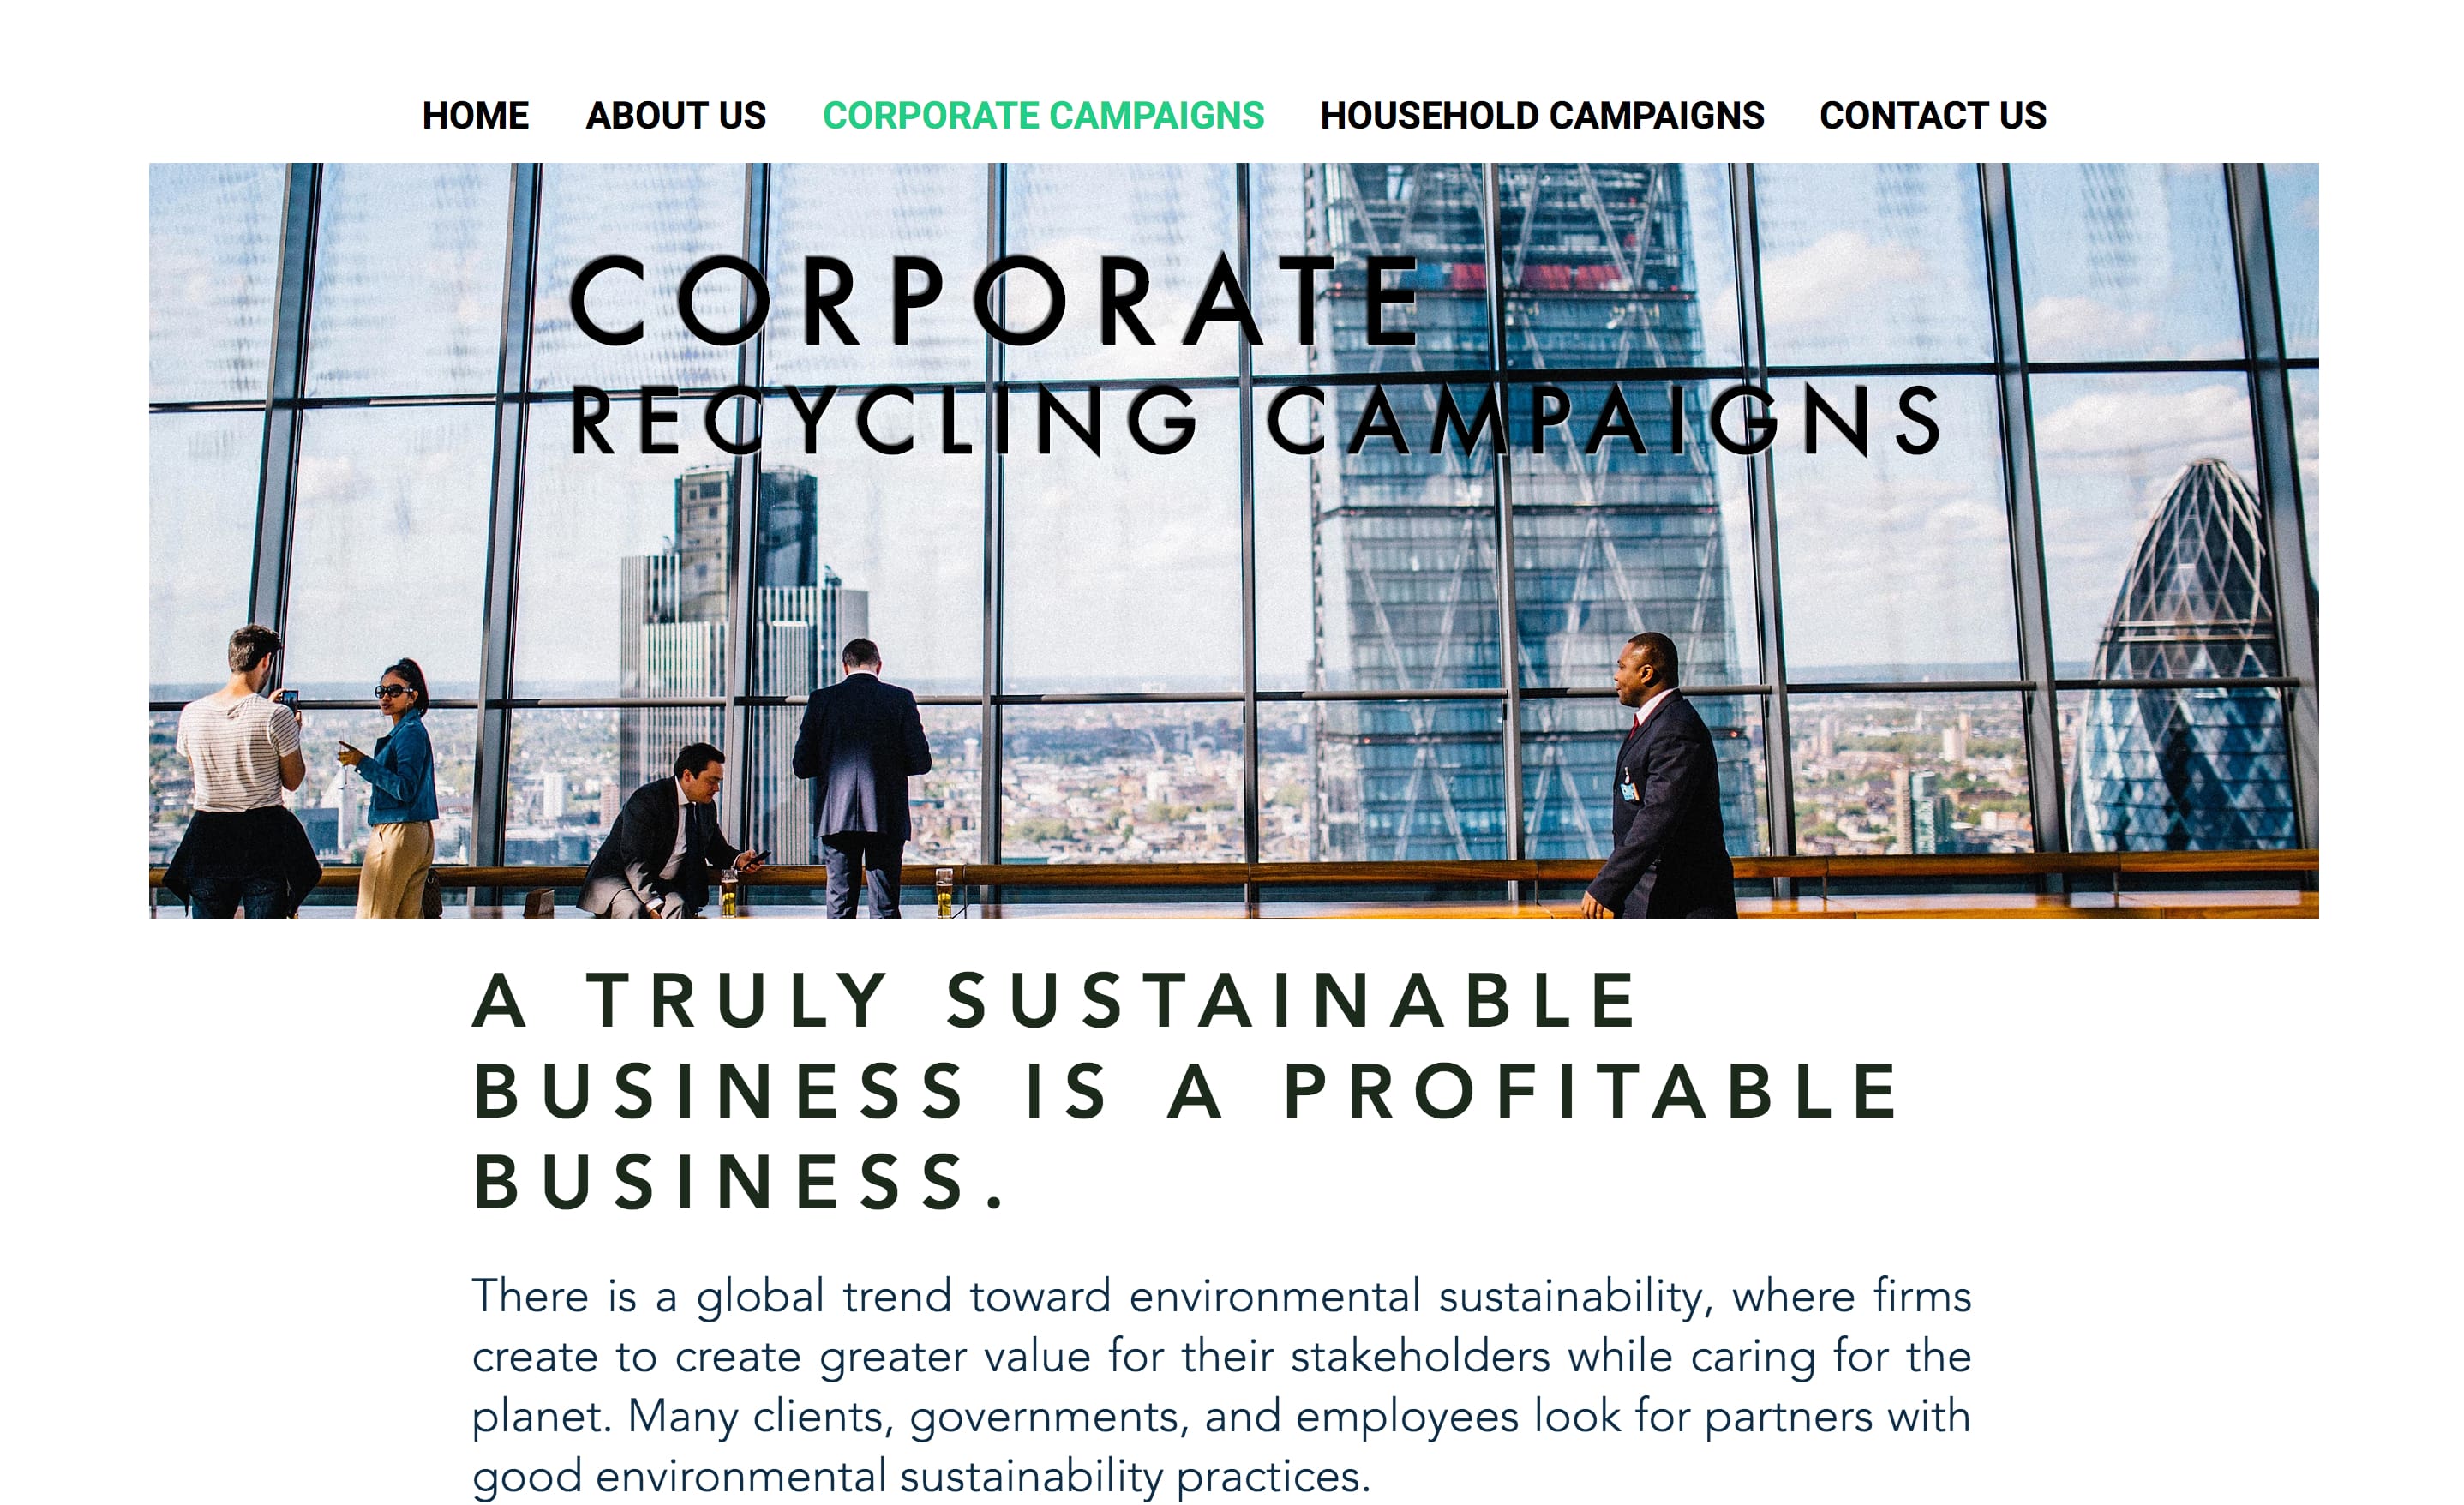 HOME ABOUT US CORPORATE CAMPAIGNS HOUSEHOLD CAMPAIGNS CONTACT US
CORPORATE
RECYCLING CAMPAIGNS
A TRULY SUSTAINABLE
BUSINESS IS A PROFITABLE
BUSINESS.
There is a global trend toward environmental sustainability, where firms
create to create greater value for their stakeholders while caring for the
planet. Many clients, governments, and employees look for partners with
good environmental sustainability practices.